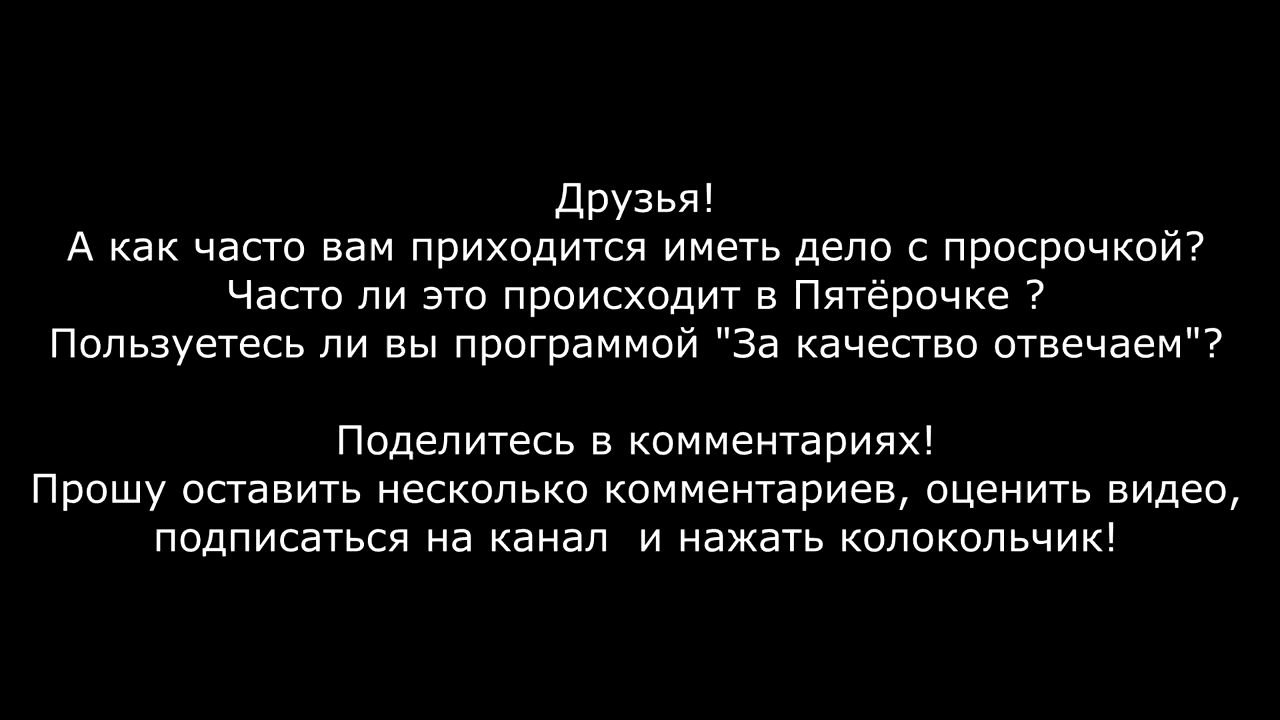 Друзья!
А как часто вам приходится иметь дело с просрочкой?
Часто ли это происходит в Пятёрочке ?
Пользуетесь ли вы программой "За качество отвечаем"?
Поделитесь в комментариях!
Прошу оставить несколько комментариев, оценить видео,
подписаться на канал  и нажать колокольчик!